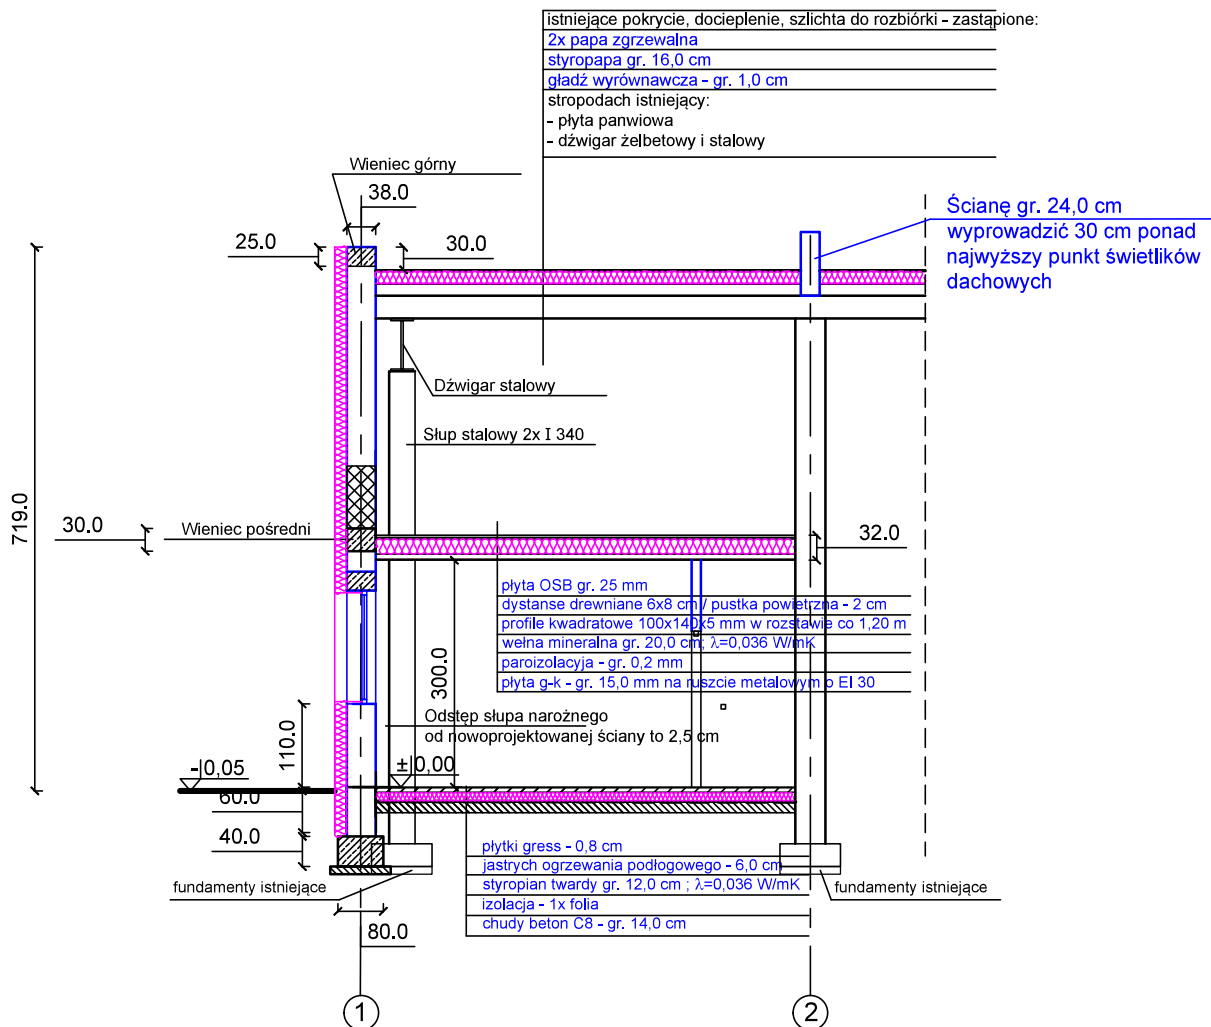 istniejące pokrycie, docieplenie, szlichta do rozbiórki - zastąpione:
2x papa zgrzewalna
styropapa gr. 16,0 cm
gładź wyrównawcza - gr. 1,0 cm
stropodach istniejący:
- płyta panwiowa
- dźwigar żelbetowy i stalowy
Wieniec górny
38.0
25.0
30.0
Ścianę gr. 24,0 cm
wyprowadzić 30 cm ponad
najwyższy punkt świetlików
dachowych
Dźwigar stalowy
Słup stalowy 2x I 340
719.0
30.0
Wieniec pośredni
32.0
płyta OSB gr. 25 mm
dystanse drewniane 6x8 cm / pustka powietrzna - 2 cm
profile kwadratowe 100x140x5 mm w rozstawie co 1,20 m
wełna mineralna gr. 20,0 cm; λ=0,036 W/mK
paroizolacyja - gr. 0,2 mm
płyta g-k - gr. 15,0 mm na ruszcie metalowym o EI 30
300.0
Odstęp słupa narożnego
od nowoprojektowanej ściany to 2,5 cm
110.0
-0,05
±0,00
60.0
40.0
płytki gress - 0,8 cm
jastrych ogrzewania podłogowego - 6,0 cm
styropian twardy gr. 12,0 cm ; λ=0,036 W/mK
izolacja - 1x folia
chudy beton C8 - gr. 14,0 cm
fundamenty istniejące
fundamenty istniejące
80.0
1
2